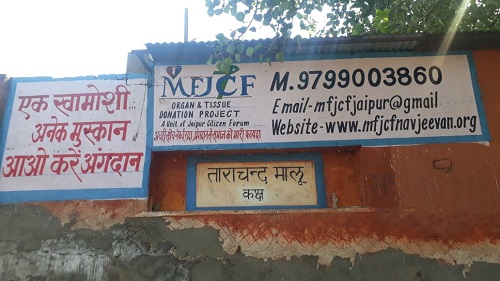 एक खामोशी
अनेक मुस्कान
आओ करें अंगदान
MFJCF
ORGAN & TISSUE
DONATION PROJECT
A Unit of Jaipur Citizen Forum
M.9799003860
Email-mfjcfjaipur@gmail
Website-www.mfjcfnavjeevan.org
ताराचन्द मालू
कक्ष